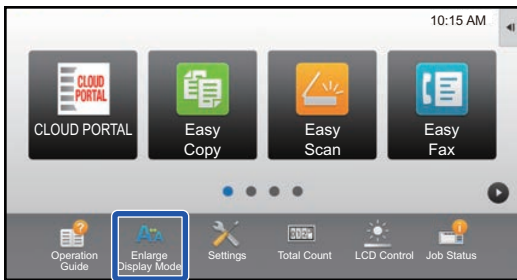 10:15 AM
CLOUD
PORTAL
CLOUD PORTAL
Easy
Copy
Easy
Scan
Easy
Fax
Operation
Guide
Enlarge
Display Mode
Settings
Total Count
LCD Control
Job Status